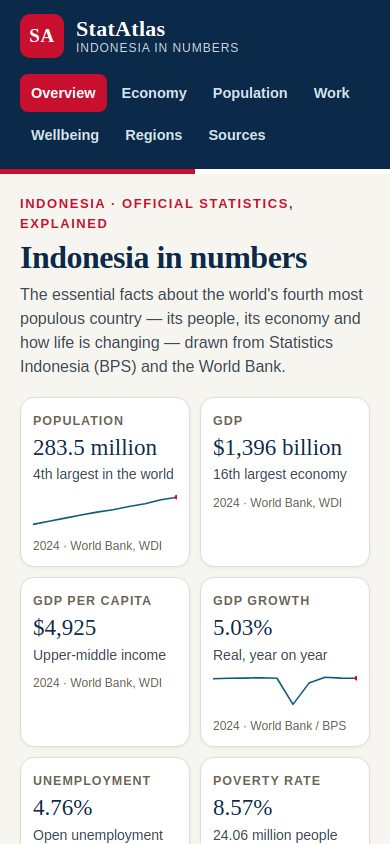 SA
StatAtlas
INDONESIA IN NUMBERS
Overview Economy Population Work
Wellbeing Regions Sources
INDONESIA · OFFICIAL STATISTICS,
EXPLAINED
Indonesia in numbers
The essential facts about the world's fourth most
populous country — its people, its economy and
how life is changing — drawn from Statistics
Indonesia (BPS) and the World Bank.
POPULATION
283.5 million
4th largest in the world
2024 · World Bank, WDI
GDP
$1,396 billion
16th largest economy
2024 · World Bank, WDI
GDP PER CAPITA
$4,925
Upper-middle income
2024 · World Bank, WDI
GDP GROWTH
5.03%
Real, year on year
2024 · World Bank / BPS
UNEMPLOYMENT
4.76%
Open unemployment
POVERTY RATE
8.57%
24.06 million people